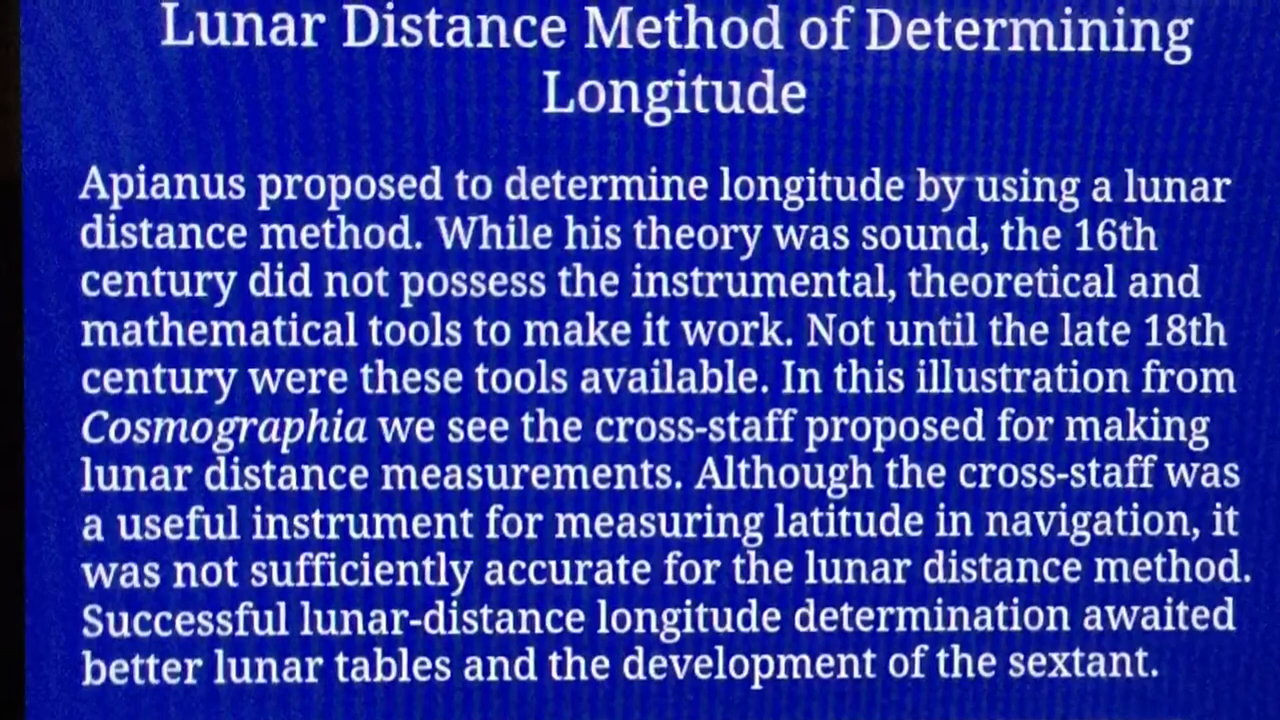 Lunar Distance Method of Determining
Longitude
Apianus proposed to determine longitude by using a lunar
distance method. While his theory was sound, the 16th
century did not possess the instrumental, theoretical and
mathematical tools to make it work. Not until the late 18th
century were these tools available. In this illustration from
Cosmographia we see the cross-staff proposed for making
lunar distance measurements. Although the cross-staff was
a useful instrument for measuring latitude in navigation, it
was not sufficiently accurate for the lunar distance method.
Successful lunar-distance longitude determination awaited
better lunar tables and the development of the sextant.